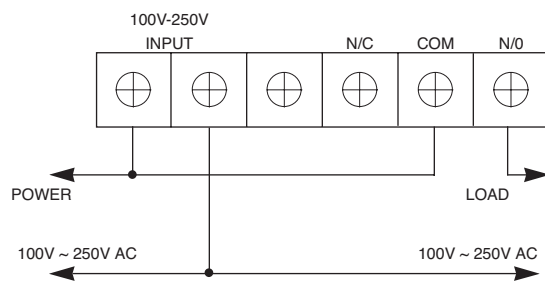 100V-250V
INPUT N/C COM N/0
POWER LOAD
100V ~ 250V AC 100V ~ 250V AC